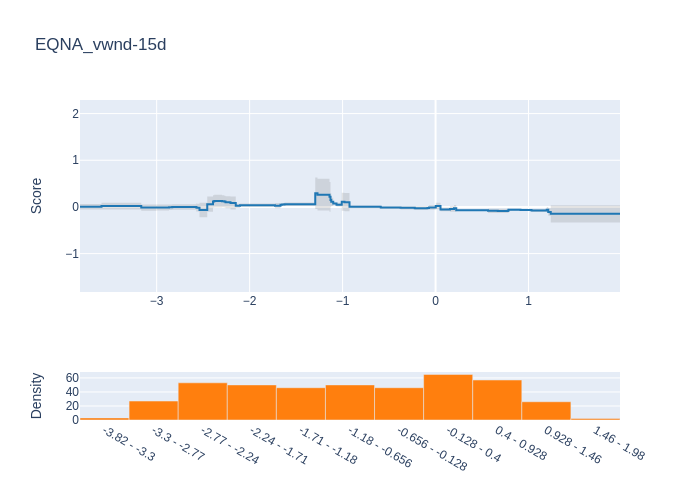 EQNA_vwnd-15d
2
1
0
−1
Score
−3
−2
−1
0
1
60
40
20
0
Density
-3.82 - -3.3
-3.3 - -2.77
-2.77 - -2.24
-2.24 - -1.71
-1.71 - -1.18
-1.18 - -0.656
-0.656 - -0.128
-0.128 - 0.4
0.4 - 0.928
0.928 - 1.46
1.46 - 1.98